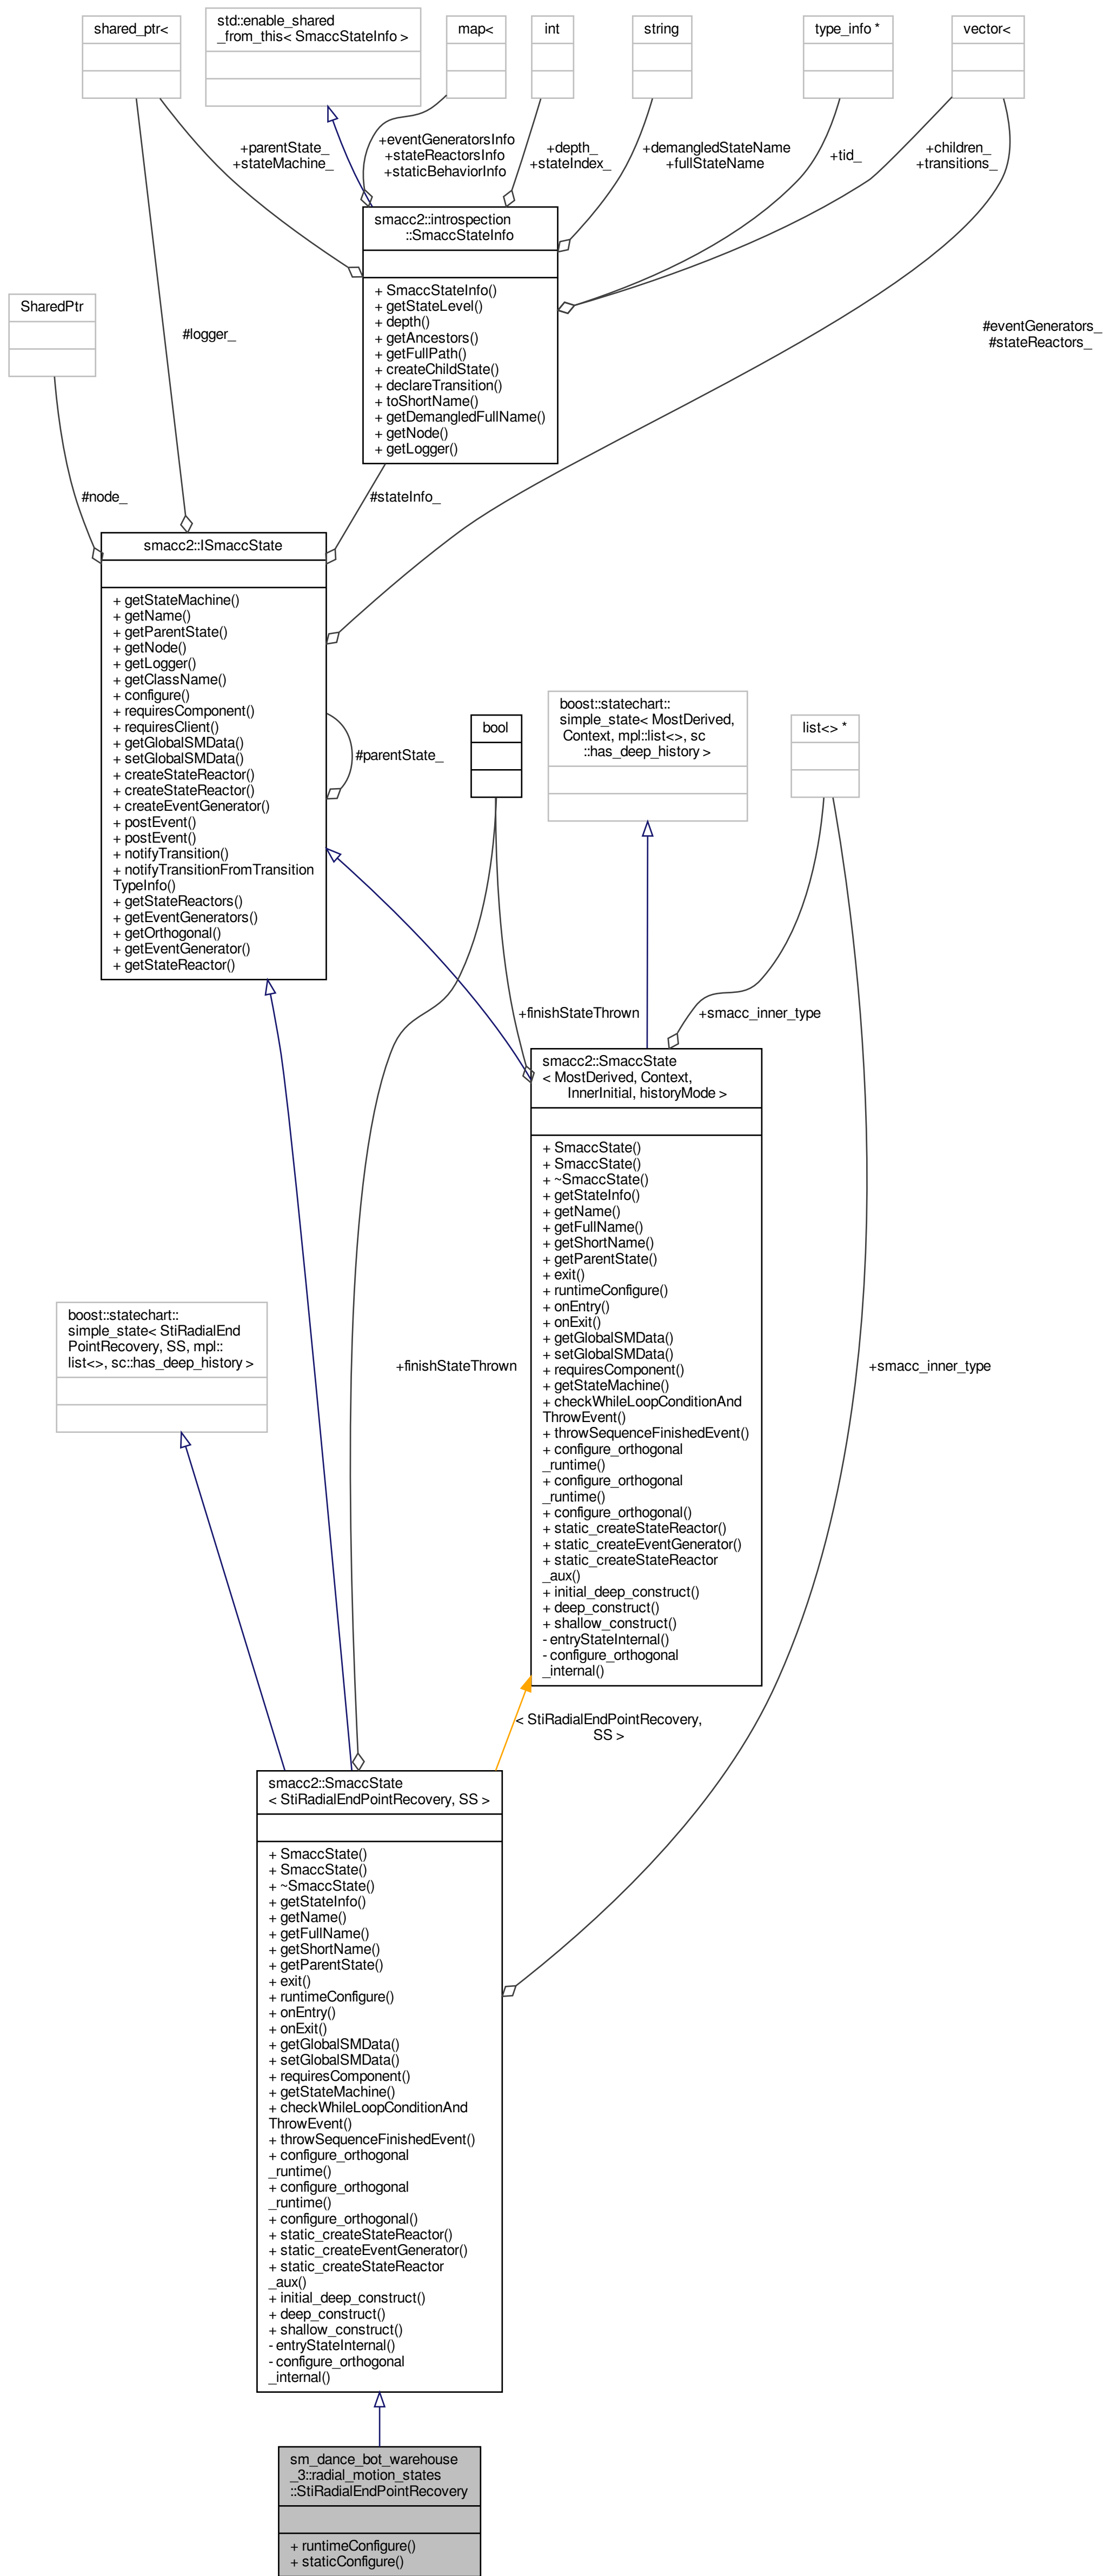 shared_ptr<
std::enable_shared
_from_this< SmaccStateInfo >
map<
int
string
type_info *
vector<
+parentState_
+stateMachine_
+eventGeneratorsInfo
+stateReactorsInfo
+staticBehaviorInfo
+depth_
+stateIndex_
+demangledStateName
+fullStateName
+tid_
+children_
+transitions_
smacc2::introspection
::SmaccStateInfo
+ SmaccStateInfo()
+ getStateLevel()
+ depth()
+ getAncestors()
+ getFullPath()
+ createChildState()
+ declareTransition()
+ toShortName()
+ getDemangledFullName()
+ getNode()
+ getLogger()
SharedPtr
#logger_
#eventGenerators_
#stateReactors_
#node_
#stateInfo_
smacc2::ISmaccState
+ getStateMachine()
+ getName()
+ getParentState()
+ getNode()
+ getLogger()
+ getClassName()
+ configure()
+ requiresComponent()
+ requiresClient()
+ getGlobalSMData()
+ setGlobalSMData()
+ createStateReactor()
+ createStateReactor()
+ createEventGenerator()
+ postEvent()
+ postEvent()
+ notifyTransition()
+ notifyTransitionFromTransition
TypeInfo()
+ getStateReactors()
+ getEventGenerators()
+ getOrthogonal()
+ getEventGenerator()
+ getStateReactor()
#parentState_
bool
boost::statechart::
simple_state< MostDerived,
Context, mpl::list<>, sc
::has_deep_history >
list<> *
+finishStateThrown
+smacc_inner_type
smacc2::SmaccState
< MostDerived, Context,
InnerInitial, historyMode >
+ SmaccState()
+ SmaccState()
+ ~SmaccState()
+ getStateInfo()
+ getName()
+ getFullName()
+ getShortName()
+ getParentState()
+ exit()
+ runtimeConfigure()
+ onEntry()
+ onExit()
+ getGlobalSMData()
+ setGlobalSMData()
+ requiresComponent()
+ getStateMachine()
+ checkWhileLoopConditionAnd
ThrowEvent()
+ throwSequenceFinishedEvent()
+ configure_orthogonal
_runtime()
+ configure_orthogonal
_runtime()
+ configure_orthogonal()
+ static_createStateReactor()
+ static_createEventGenerator()
+ static_createStateReactor
_aux()
+ initial_deep_construct()
+ deep_construct()
+ shallow_construct()
- entryStateInternal()
- configure_orthogonal
_internal()
boost::statechart::
simple_state< StiRadialEnd
PointRecovery, SS, mpl::
list<>, sc::has_deep_history >
+finishStateThrown
+smacc_inner_type
< StiRadialEndPointRecovery,
SS >
smacc2::SmaccState
< StiRadialEndPointRecovery, SS >
+ SmaccState()
+ SmaccState()
+ ~SmaccState()
+ getStateInfo()
+ getName()
+ getFullName()
+ getShortName()
+ getParentState()
+ exit()
+ runtimeConfigure()
+ onEntry()
+ onExit()
+ getGlobalSMData()
+ setGlobalSMData()
+ requiresComponent()
+ getStateMachine()
+ checkWhileLoopConditionAnd
ThrowEvent()
+ throwSequenceFinishedEvent()
+ configure_orthogonal
_runtime()
+ configure_orthogonal
_runtime()
+ configure_orthogonal()
+ static_createStateReactor()
+ static_createEventGenerator()
+ static_createStateReactor
_aux()
+ initial_deep_construct()
+ deep_construct()
+ shallow_construct()
- entryStateInternal()
- configure_orthogonal
_internal()
sm_dance_bot_warehouse
_3::radial_motion_states
::StiRadialEndPointRecovery
+ runtimeConfigure()
+ staticConfigure()